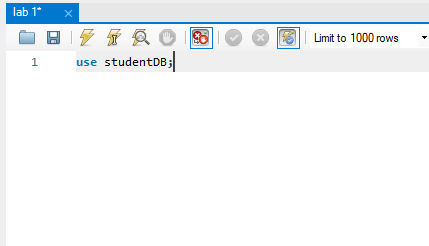 lab 1*
Limit to 1000 rows
1 use studentDB;